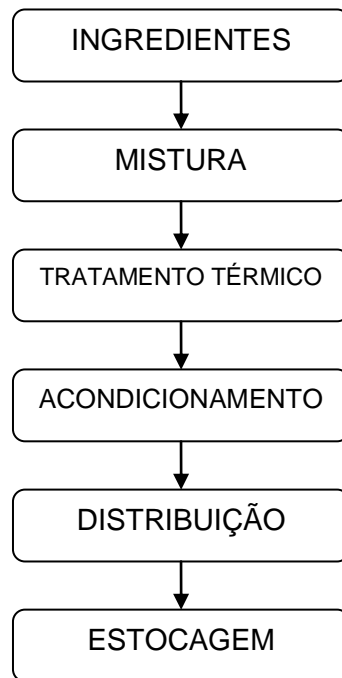 INGREDIENTES
MISTURA
TRATAMENTO TÉRMICO
ACONDICIONAMENTO
DISTRIBUIÇÃO
ESTOCAGEM